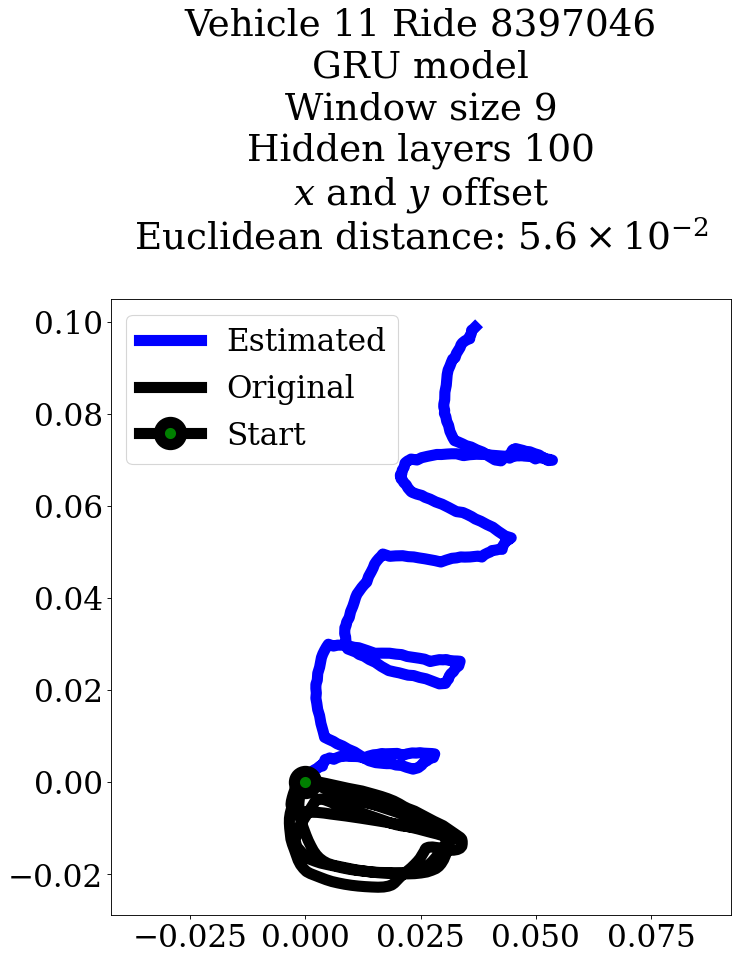 Vehicle 11 Ride 8397046
GRU model
Window size 9
Hidden layers 100
x and y offset
Euclidean distance: 5.6 × 10⁻²
Estimated
Original
Start
0.10
0.08
0.06
0.04
0.02
0.00
−0.02
−0.025 0.000 0.025 0.050 0.075